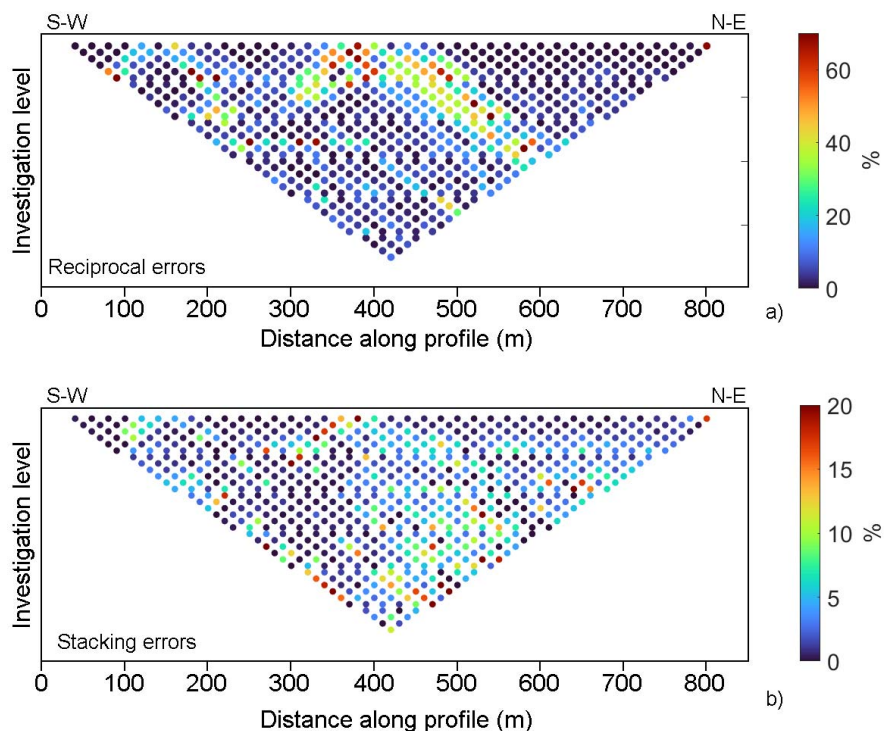 S-W N-E
Investigation level
Reciprocal errors
0 100 200 300 400 500 600 700 800
Distance along profile (m)
60
40
20
0
%
a)
S-W N-E
Investigation level
Stacking errors
0 100 200 300 400 500 600 700 800
Distance along profile (m)
20
15
10
5
0
%
b)